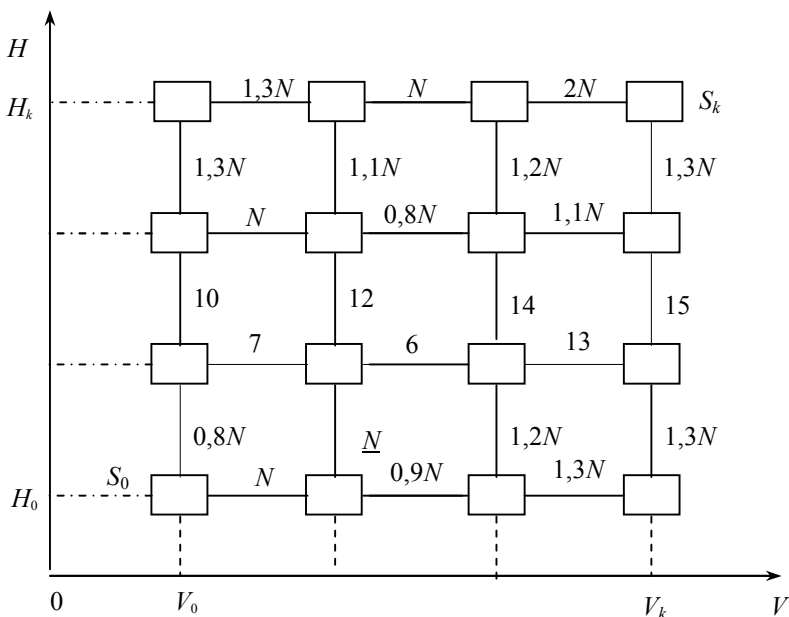 H
1,3N N 2N
H_k S_k
1,3N 1,1N 1,2N 1,3N
N 0,8N 1,1N
10 12 14 15
7 6 13
0,8N N 1,2N 1,3N
S_0 N 0,9N 1,3N
H_0
0 V_0 V_k V